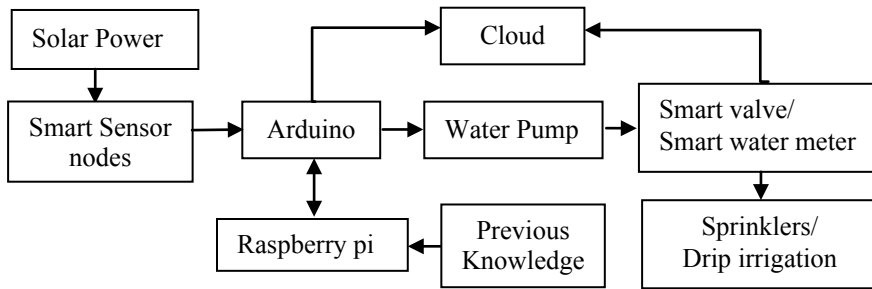 Solar Power
Cloud
Smart Sensor
nodes
Arduino
Water Pump
Smart valve/
Smart water meter
Raspberry pi
Previous
Knowledge
Sprinklers/
Drip irrigation